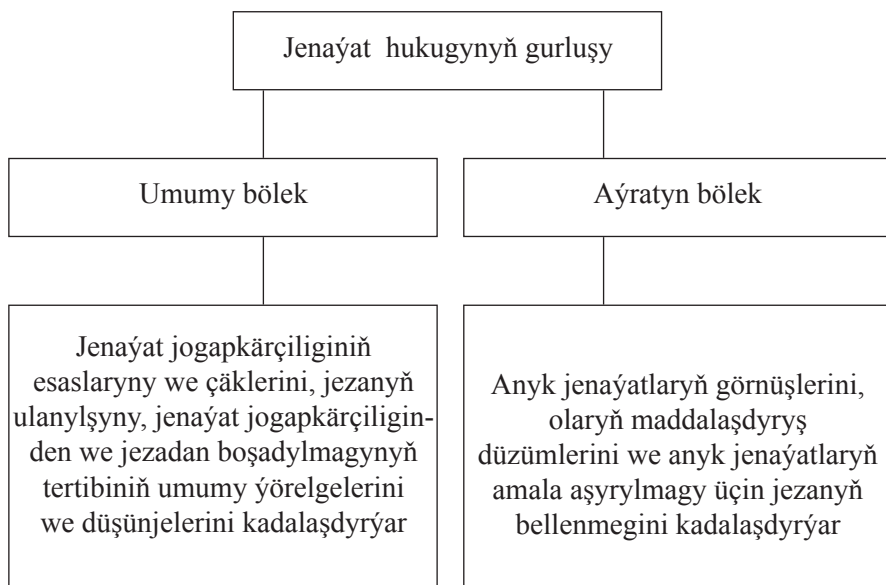 Jenaýat hukugynyň gurluşy
Umumy bölek
Aýratyn bölek
Jenaýat jogapkärçiliginiň
esaslaryny we çäklerini, jezanyň
ulanylşyny, jenaýat jogapkärçiligin-
den we jezadan boşadylmagynyň
tertibiniň umumy ýörelgelerini
we düşünjelerini kadalaşdyrýar
Anyk jenaýatlaryň görnüşlerini,
olaryň maddalaşdyryş
düzümlerini we anyk jenaýatlaryň
amala aşyrylmagy üçin jezanyň
bellenmegini kadalaşdyrýar